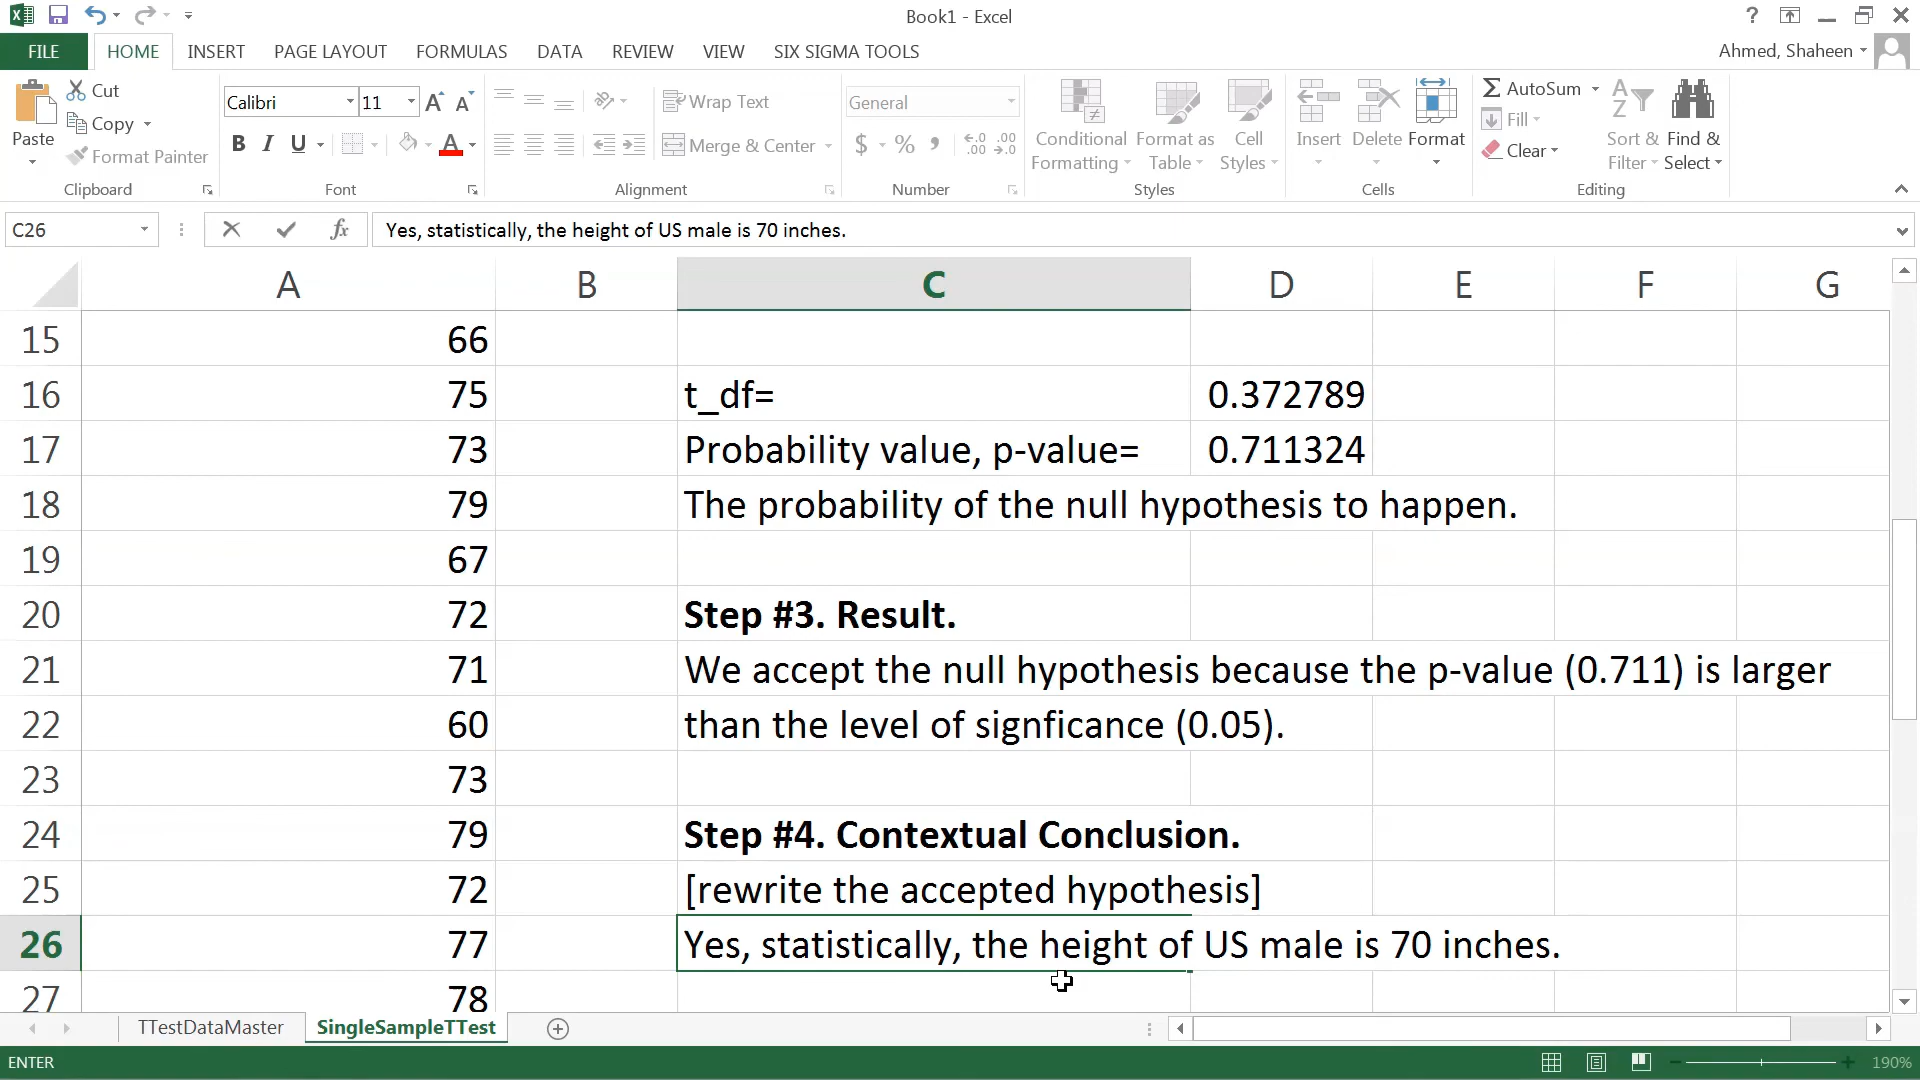 Book1 - Excel
?
FILE HOME INSERT PAGE LAYOUT FORMULAS DATA REVIEW VIEW SIX SIGMA TOOLS Ahmed, Shaheen
Paste
Cut
Copy
Format Painter
Clipboard
Calibri 11
B I U
Font
Wrap Text
Merge & Center
Alignment
General
$ % ,
Number
Conditional Formatting
Format as Table
Cell Styles
Styles
Insert Delete Format
Cells
AutoSum
Fill
Clear
Sort & Filter
Find & Select
Editing
C26 fx Yes, statistically, the height of US male is 70 inches.
A B C D E F G
15 66
16 75 t_df= 0.372789
17 73 Probability value, p-value= 0.711324
18 79 The probability of the null hypothesis to happen.
19 67
20 72 Step #3. Result.
21 71 We accept the null hypothesis because the p-value (0.711) is larger
22 60 than the level of signficance (0.05).
23 73
24 79 Step #4. Contextual Conclusion.
25 72 [rewrite the accepted hypothesis]
26 77 Yes, statistically, the height of US male is 70 inches.
27 78
TTestDataMaster SingleSampleTTest
ENTER 190%